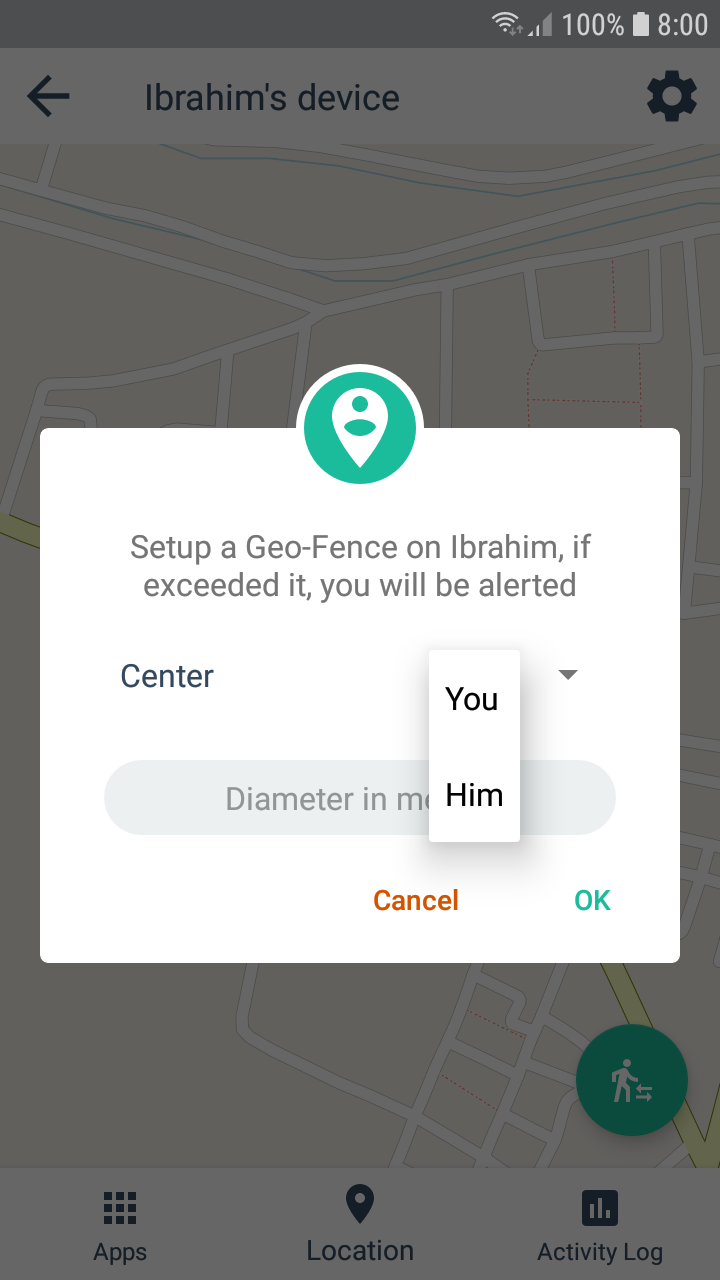 100% 8:00
Ibrahim's device
Setup a Geo-Fence on Ibrahim, if
exceeded it, you will be alerted
Center
You
Diameter in me
Him
Cancel OK
Apps Location Activity Log